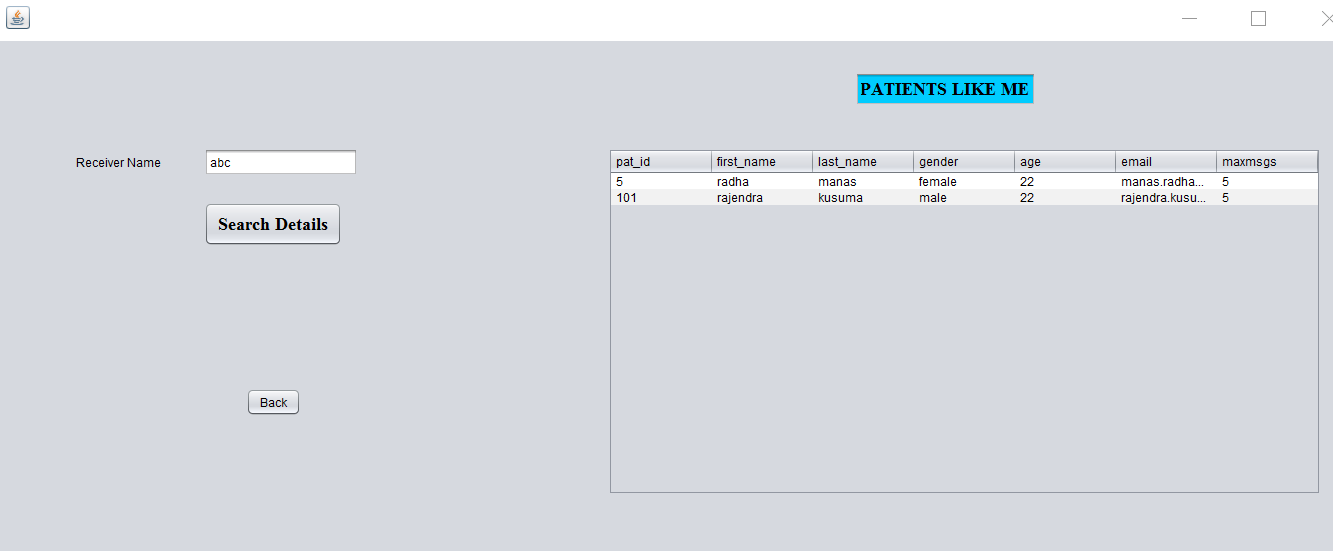 PATIENTS LIKE ME
Receiver Name abc
Search Details
Back
pat_id first_name last_name gender age email maxmsgs
5 radha manas female 22 manas.radha... 5
101 rajendra kusuma male 22 rajendra.kusu... 5